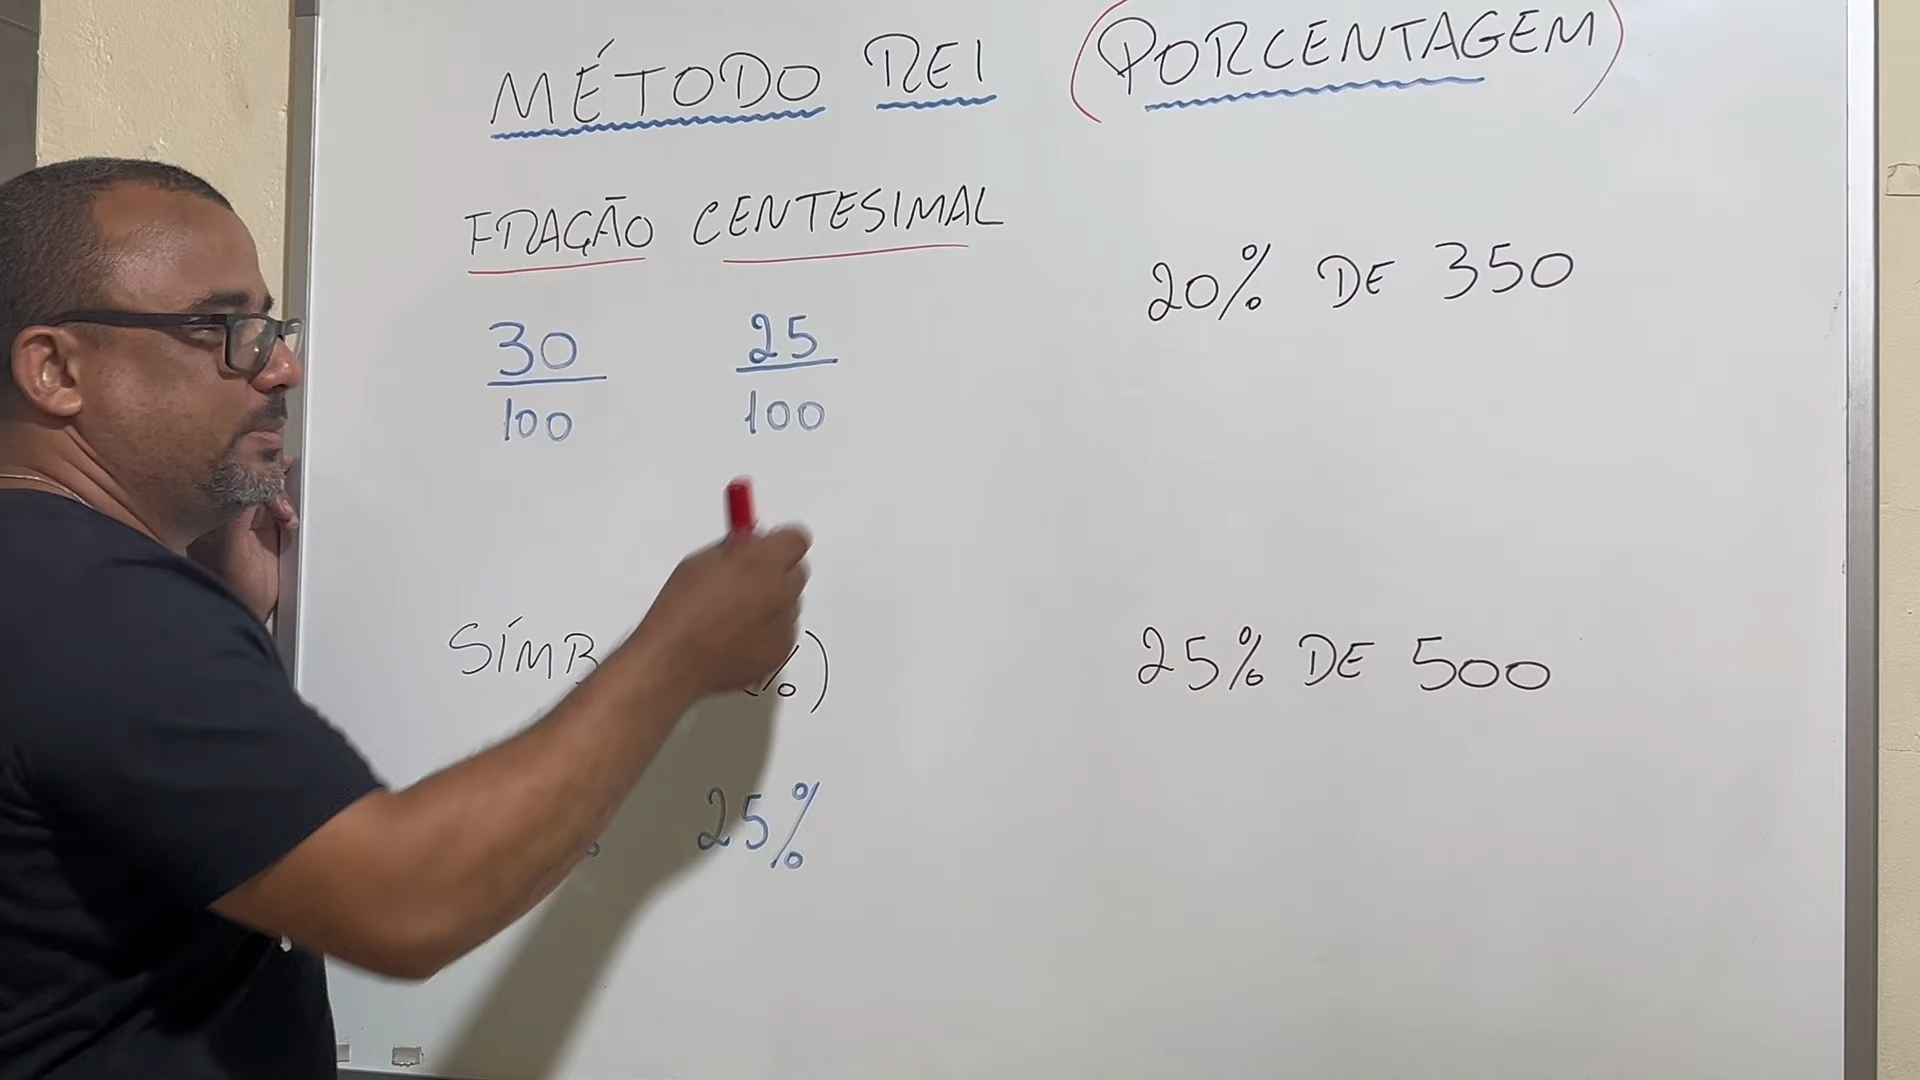 MÉTODO REI (PORCENTAGEM)
FRAÇÃO CENTESIMAL
30/100 25/100
20% DE 350
%)
25%
25% DE 500